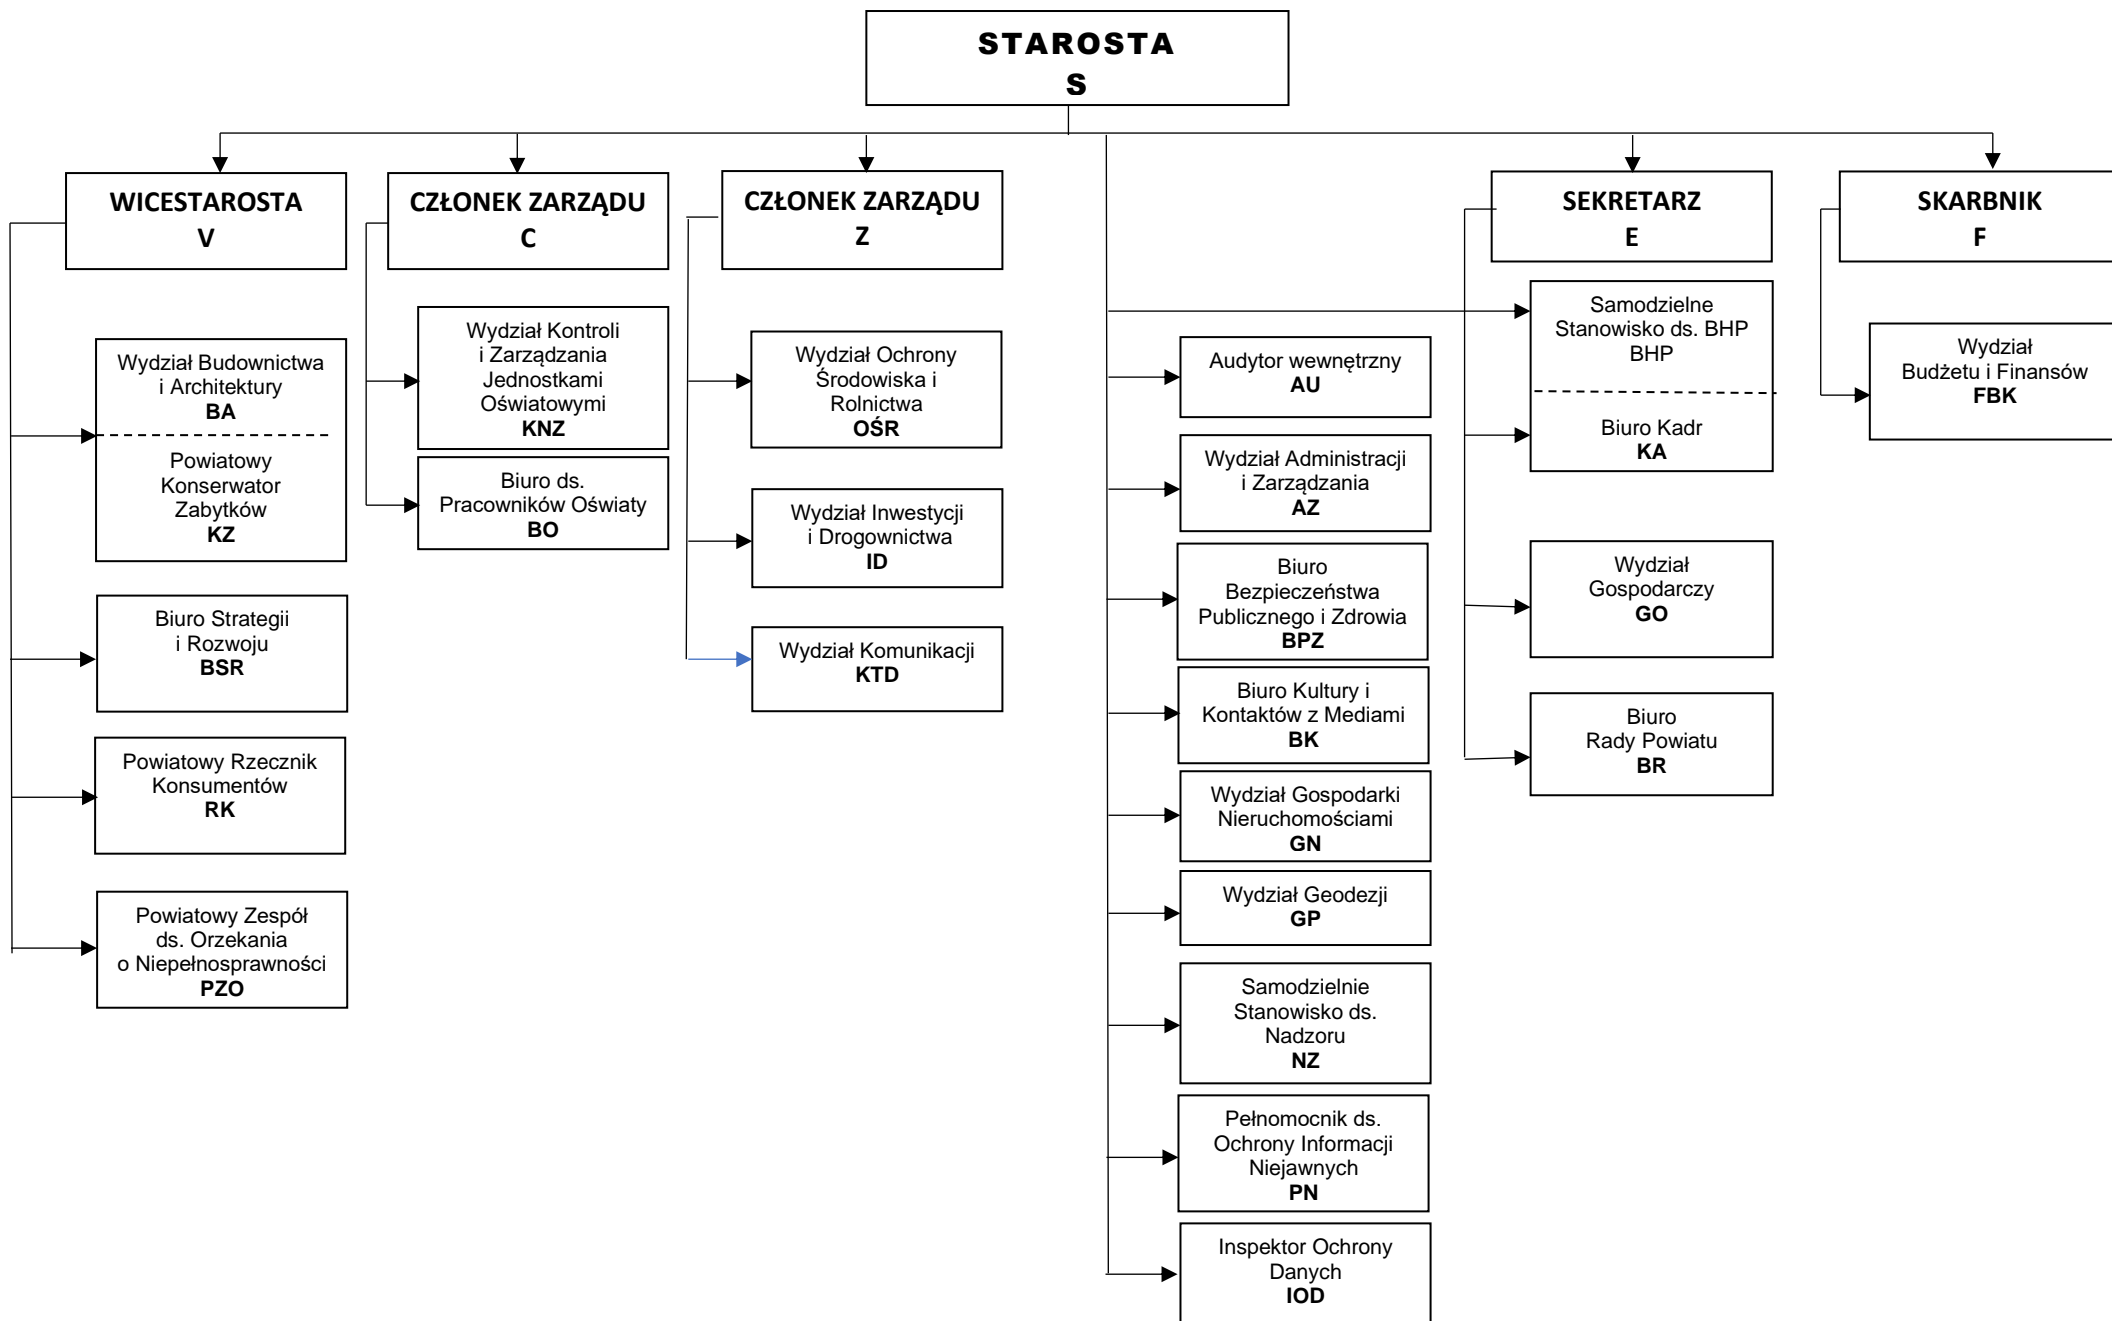 STAROSTA
S
WICESTAROSTA
V
CZŁONEK ZARZĄDU
C
CZŁONEK ZARZĄDU
Z
SEKRETARZ
E
SKARBNIK
F
Wydział Budownictwa
i Architektury
BA
Powiatowy
Konserwator
Zabytków
KZ
Biuro Strategii
i Rozwoju
BSR
Powiatowy Rzecznik
Konsumentów
RK
Powiatowy Zespół
ds. Orzekania
o Niepełnosprawności
PZO
Wydział Kontroli
i Zarządzania
Jednostkami
Oświatowymi
KNZ
Biuro ds.
Pracowników Oświaty
BO
Wydział Ochrony
Środowiska i
Rolnictwa
OŚR
Wydział Inwestycji
i Drogownictwa
ID
Wydział Komunikacji
KTD
Audytor wewnętrzny
AU
Wydział Administracji
i Zarządzania
AZ
Biuro
Bezpieczeństwa
Publicznego i Zdrowia
BPZ
Biuro Kultury i
Kontaktów z Mediami
BK
Wydział Gospodarki
Nieruchomościami
GN
Wydział Geodezji
GP
Samodzielnie
Stanowisko ds.
Nadzoru
NZ
Pełnomocnik ds.
Ochrony Informacji
Niejawnych
PN
Inspektor Ochrony
Danych
IOD
Samodzielne
Stanowisko ds. BHP
BHP
Biuro Kadr
KA
Wydział
Gospodarczy
GO
Biuro
Rady Powiatu
BR
Wydział
Budżetu i Finansów
FBK